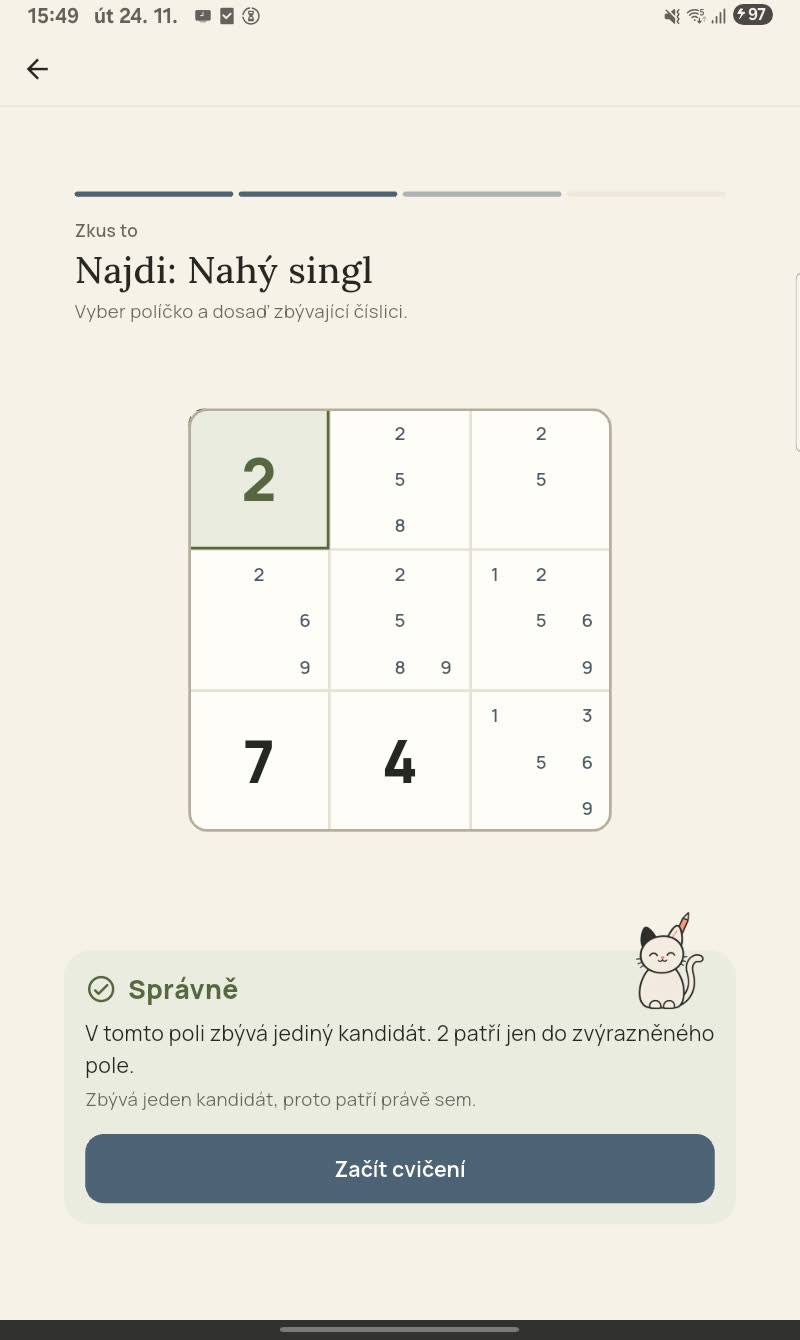 15:49 út 24. 11.
5
97
Zkus to
Najdi: Nahý singl
Vyber políčko a dosaď zbývající číslici.
2
2
5
8
2
5
2
6
9
2
5
8 9
1 2
5 6
9
7
4
1 3
5 6
9
Správně
V tomto poli zbývá jediný kandidát. 2 patří jen do zvýrazněného
pole.
Zbývá jeden kandidát, proto patří právě sem.
Začít cvičení